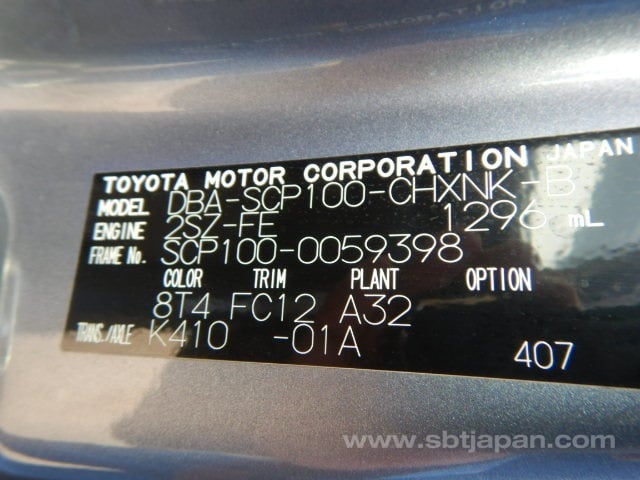 TOYOTA MOTOR CORPORATION JAPAN
MODEL DBA-SCP100-CHXNK-B
ENGINE 2SZ-FE 1296 mL
FRAME No. SCP100-0059398
COLOR TRIM PLANT OPTION
8T4 FC12 A32
TRANS./AXLE K410 -01A
407
www.sbtjapan.com